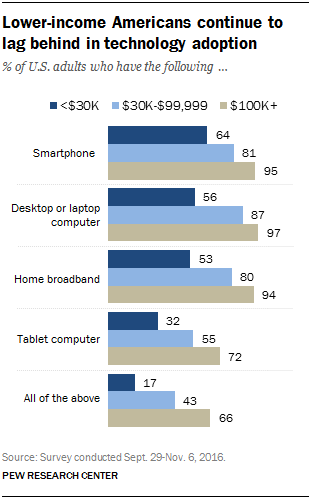 Lower-income Americans continue to
lag behind in technology adoption
% of U.S. adults who have the following ...
<$30K $30K-$99,999 $100K+
Smartphone 64 81 95
Desktop or laptop
computer 56 87 97
Home broadband 53 80 94
Tablet computer 32 55 72
All of the above 17 43 66
Source: Survey conducted Sept. 29-Nov. 6, 2016.
PEW RESEARCH CENTER